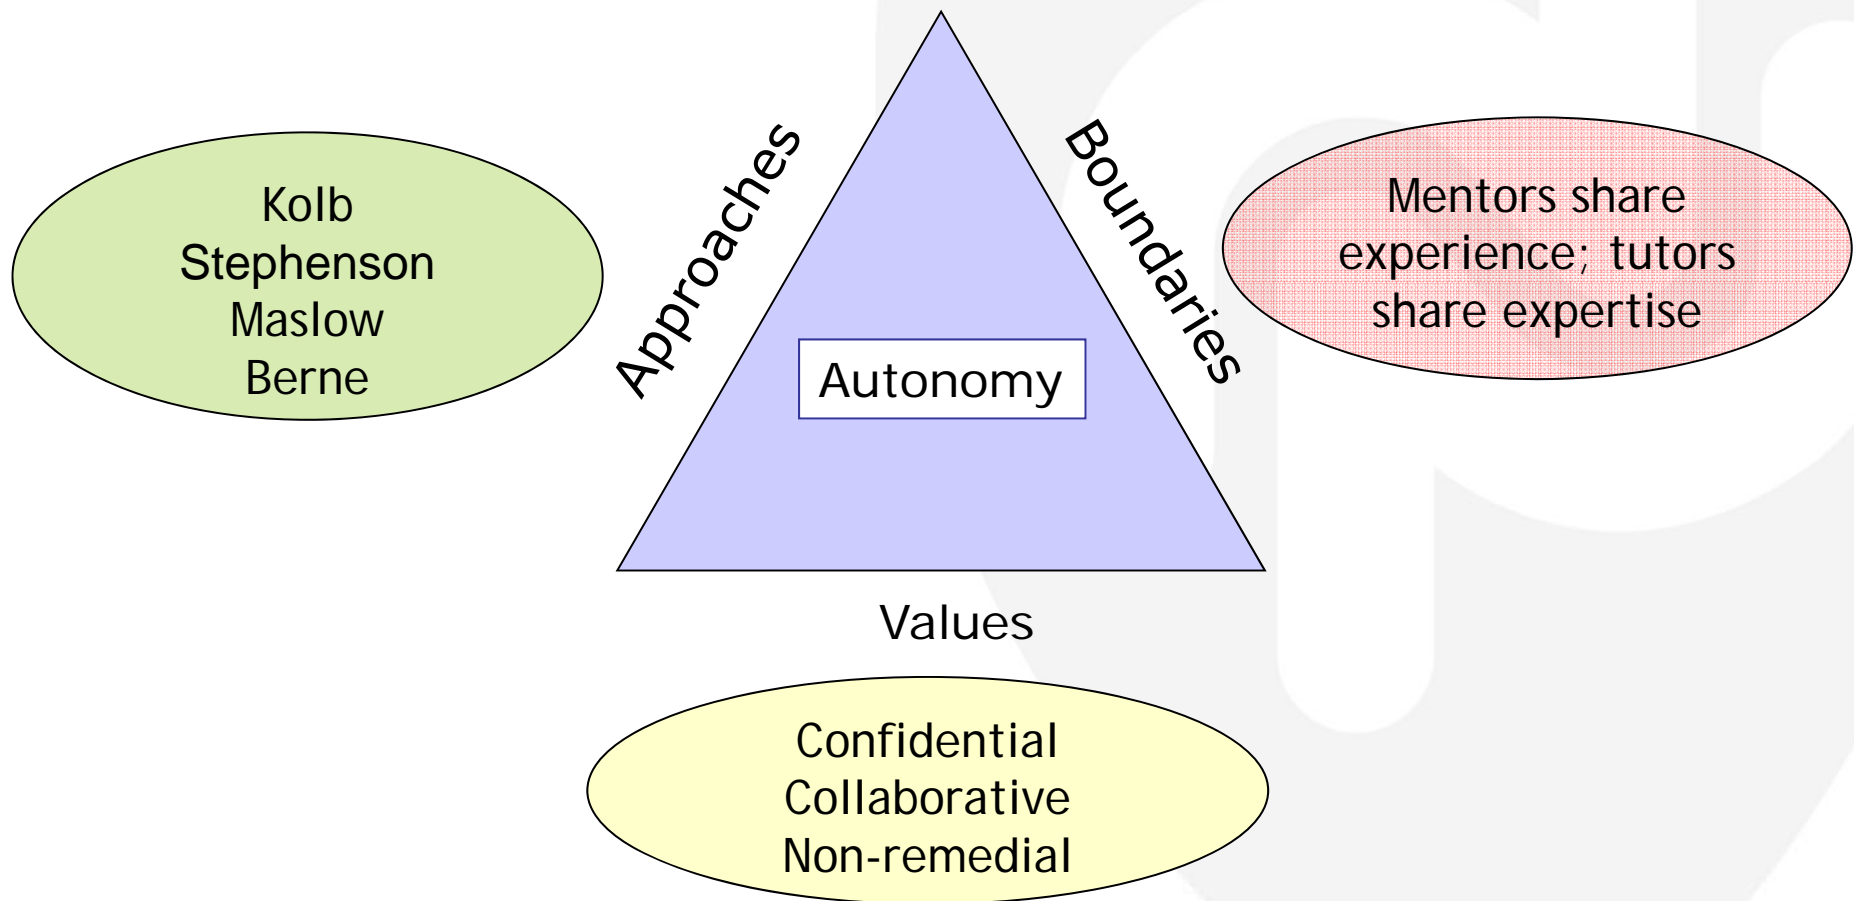 Approaches
Boundaries
Kolb
Stephenson
Maslow
Berne
Mentors share
experience; tutors
share expertise
Autonomy
Values
Confidential
Collaborative
Non-remedial